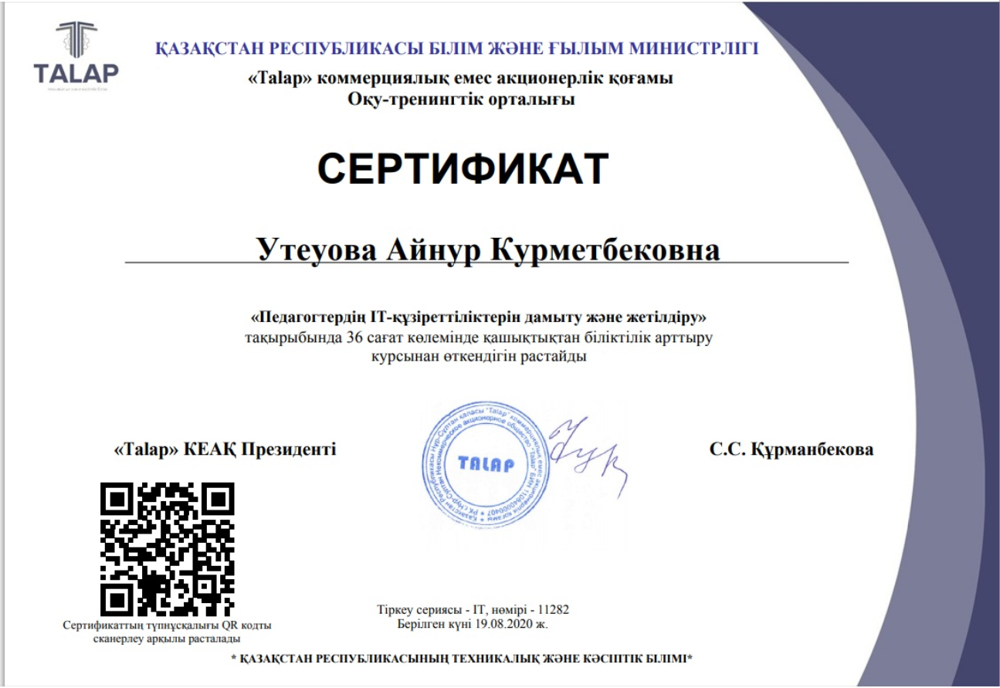 TALAP
ҚАЗАҚСТАН РЕСПУБЛИКАСЫ БІЛІМ ЖӘНЕ ҒЫЛЫМ МИНИСТРЛІГІ
«Talap» коммерциялық емес акционерлік қоғамы
Оқу-тренингтік орталығы
СЕРТИФИКАТ
Утеуова Айнур Курметбековна
«Педагогтердің IT-құзіреттіліктерін дамыту және жетілдіру»
тақырыбында 36 сағат көлемінде қашықтықтан біліктілік арттыру
курсынан өткендігін растайды
«Talap» КЕАҚ Президенті
TALAP
С.С. Құрманбекова
Сертификаттың түпнұсқалығы QR кодты
сканерлеу арқылы расталады
Тіркеу сериясы - IT, нөмірі - 11282
Берілген күні 19.08.2020 ж.
* ҚАЗАҚСТАН РЕСПУБЛИКАСЫНЫҢ ТЕХНИКАЛЫҚ ЖӘНЕ КӘСІПТІК БІЛІМІ*